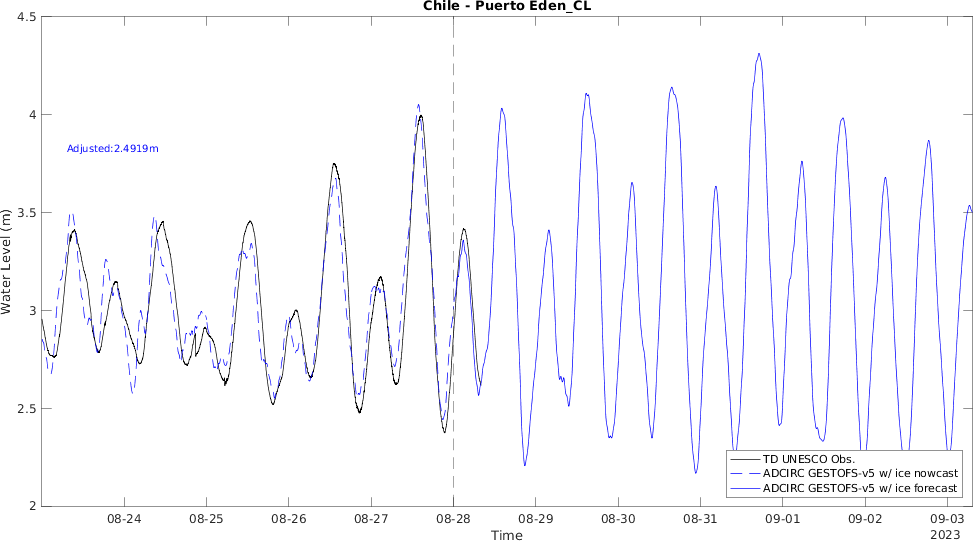 Chile - Puerto Eden_CL
4.5
4
3.5
3
2.5
2
Water Level (m)
Adjusted:2.4919m
TD UNESCO Obs.
ADCIRC GESTOFS-v5 w/ ice nowcast
ADCIRC GESTOFS-v5 w/ ice forecast
08-24 08-25 08-26 08-27 08-28 08-29 08-30 08-31 09-01 09-02 09-03
2023
Time